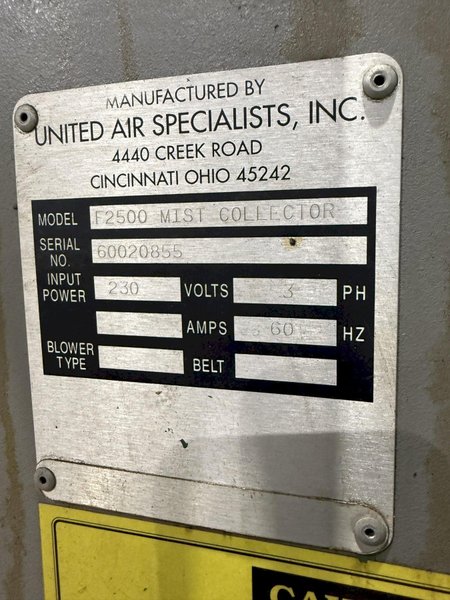 MANUFACTURED BY
UNITED AIR SPECIALISTS, INC.
4440 CREEK ROAD
CINCINNATI OHIO 45242
MODEL F2500 MIST COLLECTOR
SERIAL NO. 60020855
INPUT POWER 230 VOLTS 3 PH
AMPS 60 HZ
BLOWER TYPE BELT